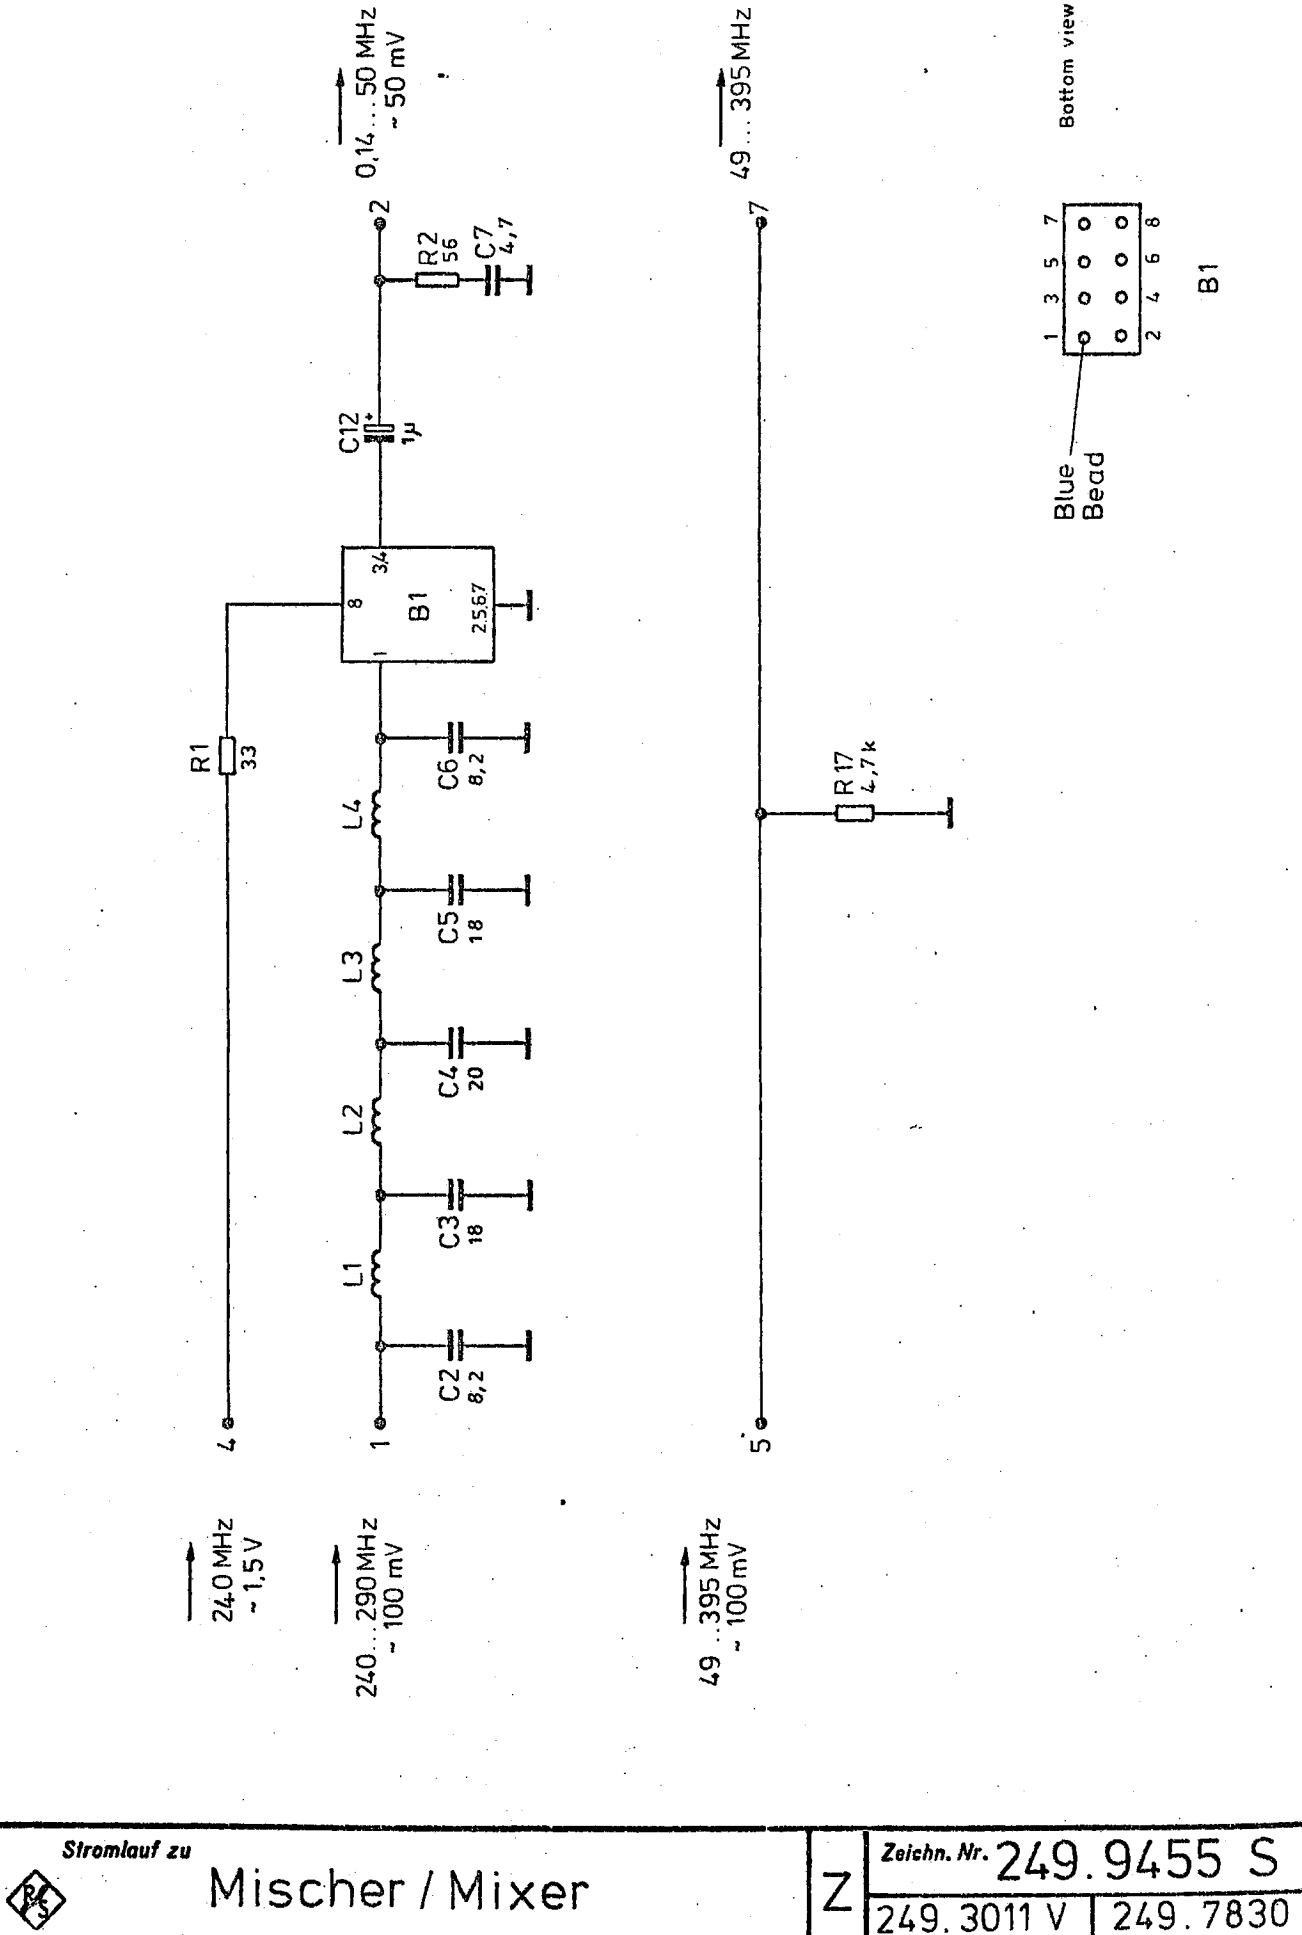 24.0 MHz
~ 1,5 V
4
R1
33
240...290 MHz
~ 100 mV
1
C2
8,2
L1
C3
18
L2
C4
20
L3
C5
18
L4
C6
8,2
1
8
B1
3,4
2.5.6.7
C12
+
1µ
R2
56
C7
4,7
2
0,14...50 MHz
~ 50 mV
49...395 MHz
~ 100 mV
5
R17
4,7k
7
49...395 MHz
Blue
Bead
1 3 5 7
2 4 6 8
B1
Bottom view
Stromlauf zu
R&S
Mischer / Mixer
Z
Zeichn. Nr. 249.9455 S
249.3011 V
249.7830